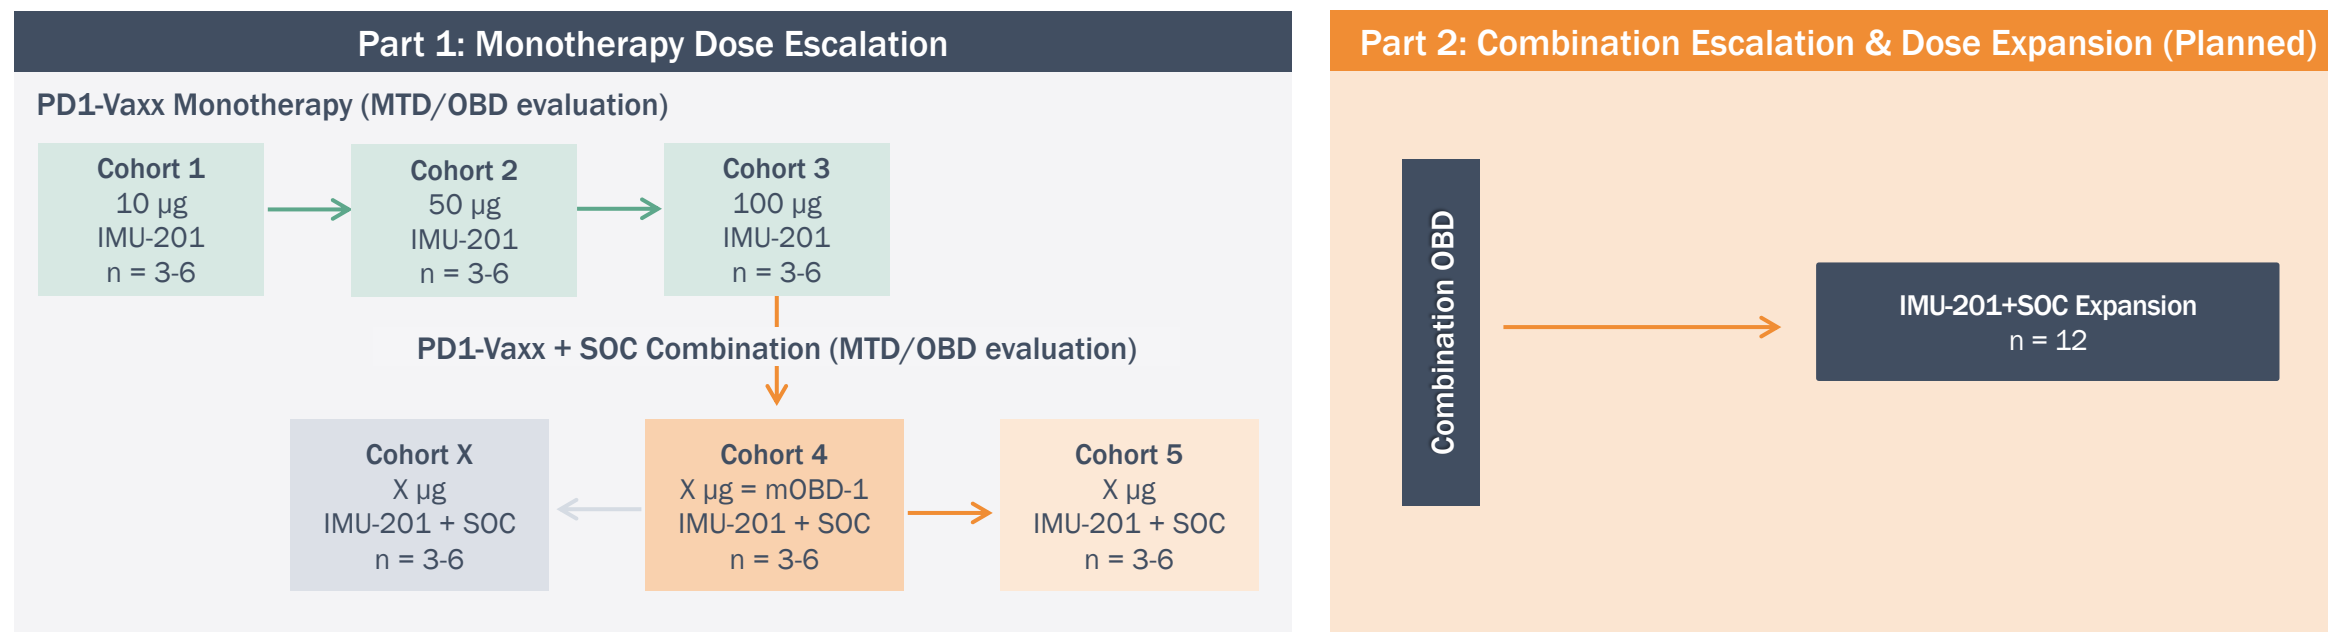 Part 1: Monotherapy Dose Escalation
PD1-Vaxx Monotherapy (MTD/OBD evaluation)
Cohort 1
10 µg
IMU-201
n = 3-6
Cohort 2
50 µg
IMU-201
n = 3-6
Cohort 3
100 µg
IMU-201
n = 3-6
PD1-Vaxx + SOC Combination (MTD/OBD evaluation)
Cohort X
X µg
IMU-201 + SOC
n = 3-6
Cohort 4
X µg = mOBD-1
IMU-201 + SOC
n = 3-6
Cohort 5
X µg
IMU-201 + SOC
n = 3-6
Part 2: Combination Escalation & Dose Expansion (Planned)
Combination OBD
IMU-201+SOC Expansion
n = 12